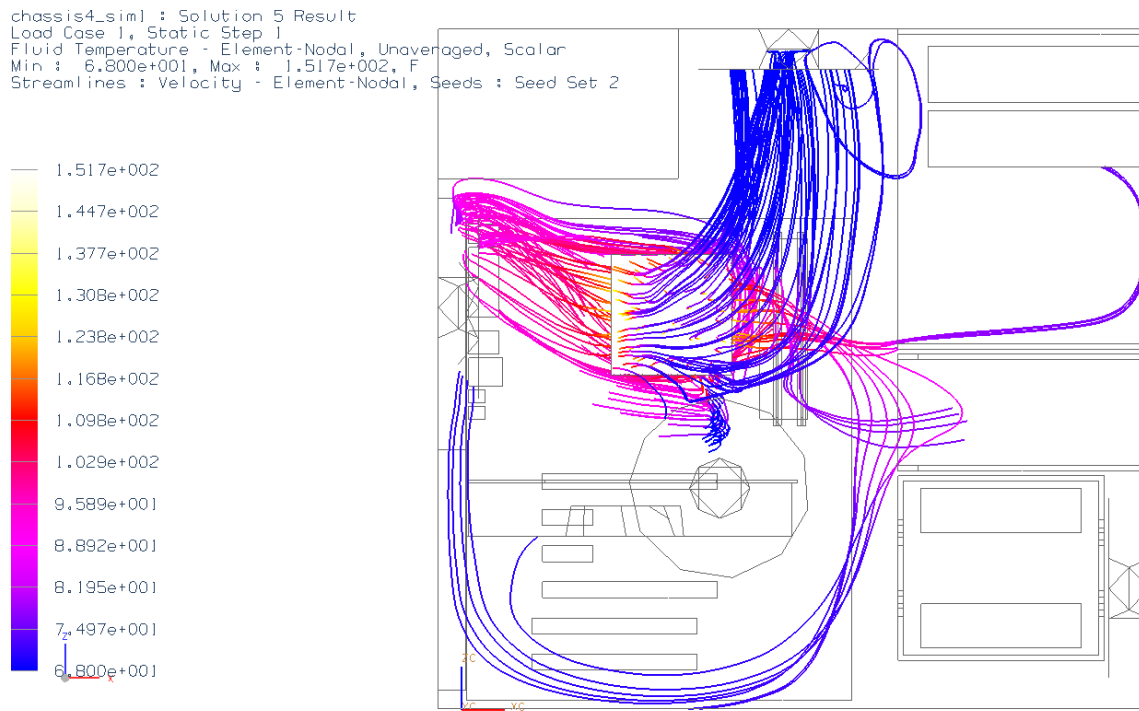 chassis4_sim1 : Solution 5 Result
Load Case 1, Static Step 1
Fluid Temperature - Element-Nodal, Unaveraged, Scalar
Min : 6.800e+001, Max : 1.517e+002, F
Streamlines : Velocity - Element-Nodal, Seeds : Seed Set 2
1.517e+002
1.447e+002
1.377e+002
1.308e+002
1.238e+002
1.168e+002
1.098e+002
1.029e+002
9.589e+001
8.892e+001
8.195e+001
7.497e+001
6.800e+001
Z
X
ZC
YC XC